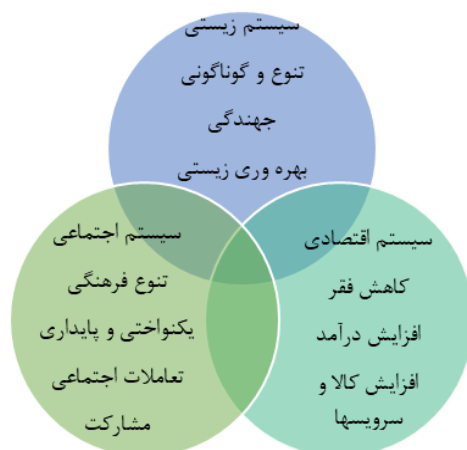 سیستم زیستی
تنوع و گوناگونی
جهندگی
بهره وری زیستی
سیستم اقتصادی
کاهش فقر
افزایش درآمد
افزایش کالا و
سرویسها
سیستم اجتماعی
تنوع فرهنگی
یکنواختی و پایداری
تعاملات اجتماعی
مشارکت